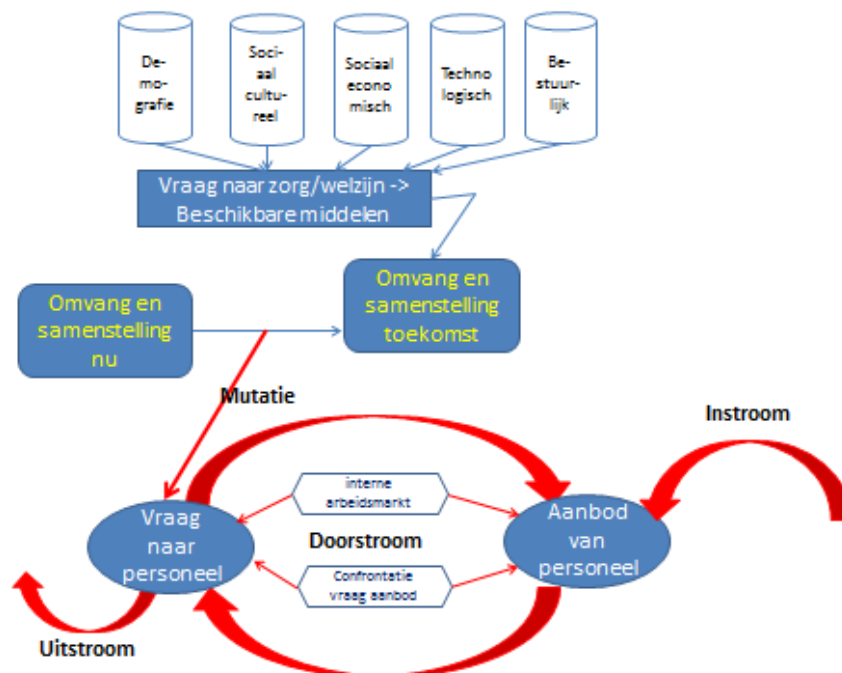 De-
mo-
grafie
Soci-
aal
cultu-
reel
Sociaal
econo
misch
Techno
logisch
Be-
stuur-
lijk
Vraag naar zorg/welzijn ->
Beschikbare middelen
Omvang en
samenstelling
nu
Omvang en
samenstelling
toekomst
Mutatie
Instroom
interne
arbeidsmarkt
Vraag
naar
personeel
Doorstroom
Aanbod
van
personeel
Confrontatie
vraag aanbod
Uitstroom